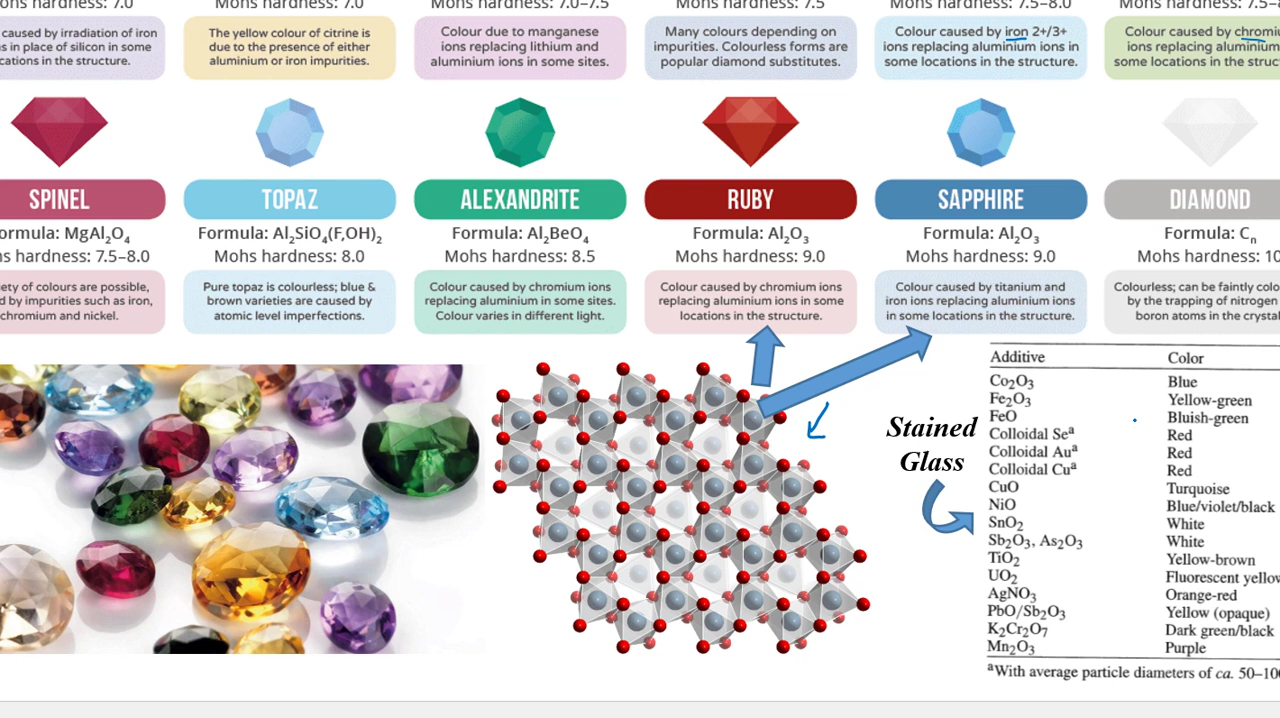 ohs hardness: 7.0
Mohs hardness: 7.0
Mohs hardness: 7.0–7.5
Mohs hardness: 7.5
Mohs hardness: 7.5–8.0
Mohs hardness: 7.5–8
caused by irradiation of iron
s in place of silicon in some
cations in the structure.
The yellow colour of citrine is
due to the presence of either
aluminium or iron impurities.
Colour due to manganese
ions replacing lithium and
aluminium ions in some sites.
Many colours depending on
impurities. Colourless forms are
popular diamond substitutes.
Colour caused by iron 2+/3+
ions replacing aluminium ions in
some locations in the structure.
Colour caused by chromiu
ions replacing aluminium
some locations in the struc
SPINEL
ormula: MgAl₂O₄
hs hardness: 7.5–8.0
iety of colours are possible,
d by impurities such as iron,
chromium and nickel.
TOPAZ
Formula: Al₂SiO₄(F,OH)₂
Mohs hardness: 8.0
Pure topaz is colourless; blue &
brown varieties are caused by
atomic level imperfections.
ALEXANDRITE
Formula: Al₂BeO₄
Mohs hardness: 8.5
Colour caused by chromium ions
replacing aluminium in some sites.
Colour varies in different light.
RUBY
Formula: Al₂O₃
Mohs hardness: 9.0
Colour caused by chromium ions
replacing aluminium ions in some
locations in the structure.
SAPPHIRE
Formula: Al₂O₃
Mohs hardness: 9.0
Colour caused by titanium and
iron ions replacing aluminium ions
in some locations in the structure.
DIAMOND
Formula: Cₙ
Mohs hardness: 10
Colourless; can be faintly colo
by the trapping of nitrogen
boron atoms in the crystal
Stained
Glass
Additive Color
Co₂O₃ Blue
Fe₂O₃ Yellow-green
FeO Bluish-green
Colloidal Seᵃ Red
Colloidal Auᵃ Red
Colloidal Cuᵃ Red
CuO Turquoise
NiO Blue/violet/black
SnO₂ White
Sb₂O₃, As₂O₃ White
TiO₂ Yellow-brown
UO₂ Fluorescent yellow
AgNO₃ Orange-red
PbO/Sb₂O₃ Yellow (opaque)
K₂Cr₂O₇ Dark green/black
Mn₂O₃ Purple
ᵃWith average particle diameters of ca. 50–100